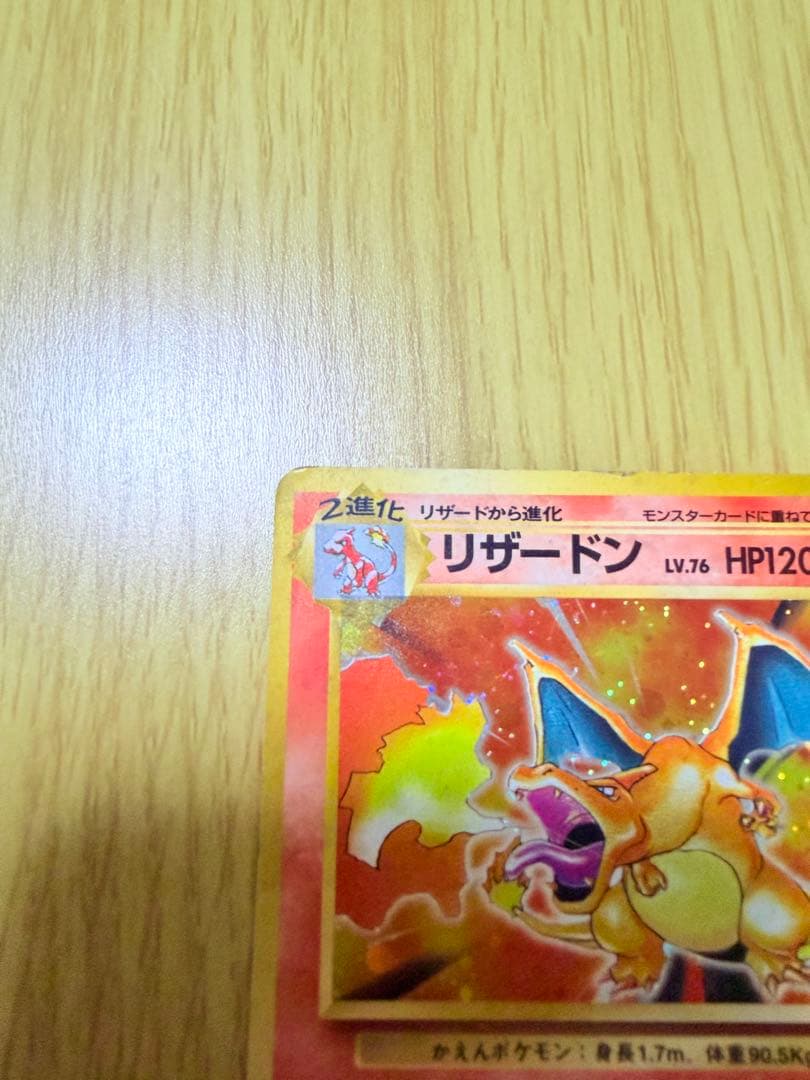 2進化 リザードから進化 モンスターカードに重ねて
リザードン LV.76 HP120
かえんポケモン：身長1.7m, 体重90.5Kg